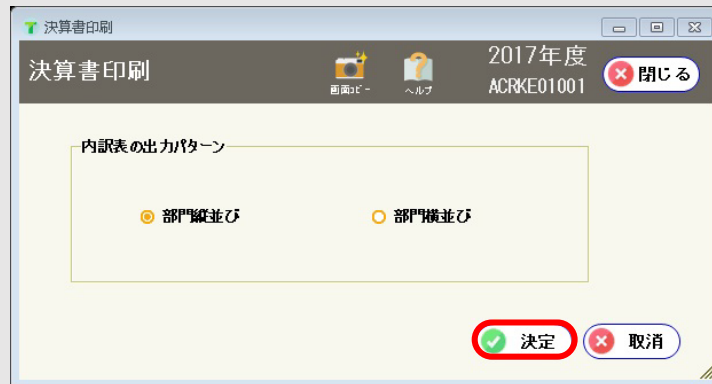 決算書印刷
決算書印刷
画面ｺﾋﾟｰ
ヘルプ
2017年度
ACRKE01001
閉じる
内訳表の出力パターン
部門縦並び
部門横並び
決定
取消